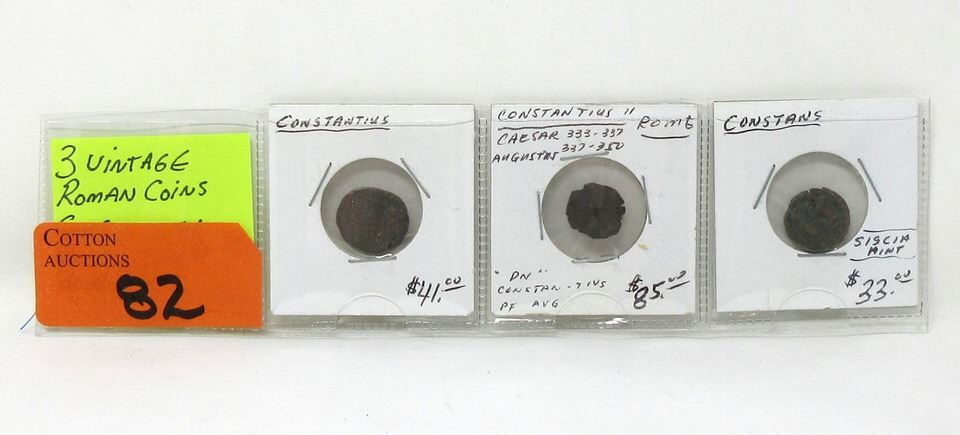 3 VINTAGE
ROMAN COINS
COTTON
AUCTIONS
82
CONSTANTIUS
$41.00
CONSTANTIUS II
CAESAR 333-337
AUGUSTUS 337-350
ROME
"DN"
CONSTAN-TIVS
PF AVG
$85.00
CONSTANS
SISCIA
MINT
$33.00